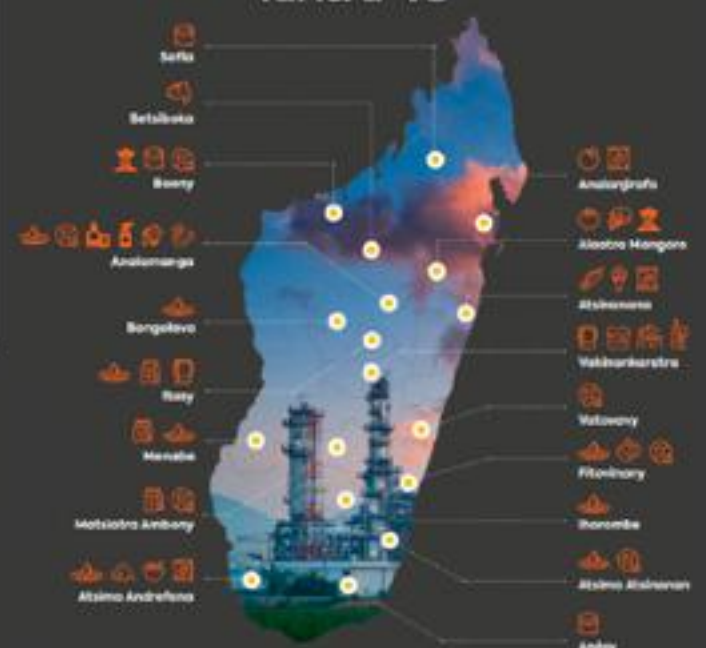 Sofia
Betsiboka
Boeny
Analamanga
Bongolava
Itasy
Menabe
Matsiatra Ambony
Atsimo Andrefana
Analanjirofo
Alaotra Mangoro
Atsinanana
Vakinankaratra
Vatovavy
Fitovinany
Ihorombe
Atsimo Atsinanan